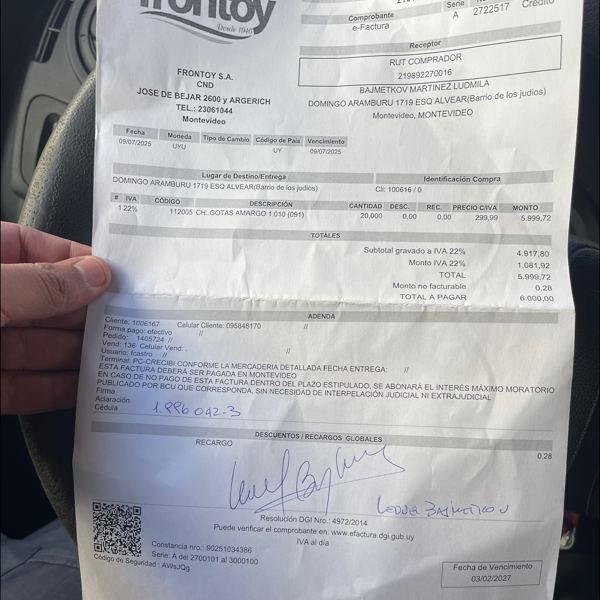 frontoy
Desde 1946
Serie
A 2722517 Crédito
Comprobante
e-Factura
Receptor
RUT COMPRADOR
219892270016
BAJMETKOV MARTINEZ LUDMILA
DOMINGO ARAMBURU 1719 ESQ ALVEAR(Barrio de los judios)
Montevideo, MONTEVIDEO
FRONTOY S.A.
CND
JOSE DE BEJAR 2600 y ARGERICH
TEL.: 23061044
Montevideo
Fecha Moneda Tipo de Cambio Código de Pais Vencimiento
09/07/2025 UYU UY 09/07/2025
Lugar de Destino/Entrega
DOMINGO ARAMBURU 1719 ESQ ALVEAR(Barrio de los judios)
Identificación Compra
Cli: 100616 / 0
# IVA CÓDIGO DESCRIPCIÓN CANTIDAD DESC. REC. PRECIO C/IVA MONTO
1 22% 112005 CH..GOTAS AMARGO 1.010 (091) 20,000 0,00 0,00 299,99 5.999,72
TOTALES
Subtotal gravado a IVA 22% 4.917,80
Monto IVA 22% 1.081,92
TOTAL 5.999,72
Monto no facturable 0,28
TOTAL A PAGAR 6.000,00
ADENDA
Cliente: 1006167 Celular Cliente: 095848170 //
Forma pago: efectivo //
Pedido: 1405724 //
Vend: 136 Celular Vend: . //
Usuario: fcastro //
Terminal: PC-CRECIBI CONFORME LA MERCADERIA DETALLADA FECHA ENTREGA: //
ESTA FACTURA DEBERÁ SER PAGADA EN MONTEVIDEO
EN CASO DE NO PAGO DE ESTA FACTURA DENTRO DEL PLAZO ESTIPULADO, SE ABONARÁ EL INTERÉS MÁXIMO MORATORIO
PUBLICADO POR BCU QUE CORRESPONDA, SIN NECESIDAD DE INTERPELACIÓN JUDICIAL NI EXTRAJUDICIAL
Firma
Aclaración
Cédula 1.996 042-3
DESCUENTOS / RECARGOS GLOBALES
RECARGO 0,28
Resolución DGI Nro.: 4972/2014
Puede verificar el comprobante en: www.efactura.dgi.gub.uy
IVA al día
Constancia nro.: 90251034386
Serie: A del 2700101 al 3000100
Código de Seguridad : AWsJQg
Fecha de Vencimiento
03/02/2027